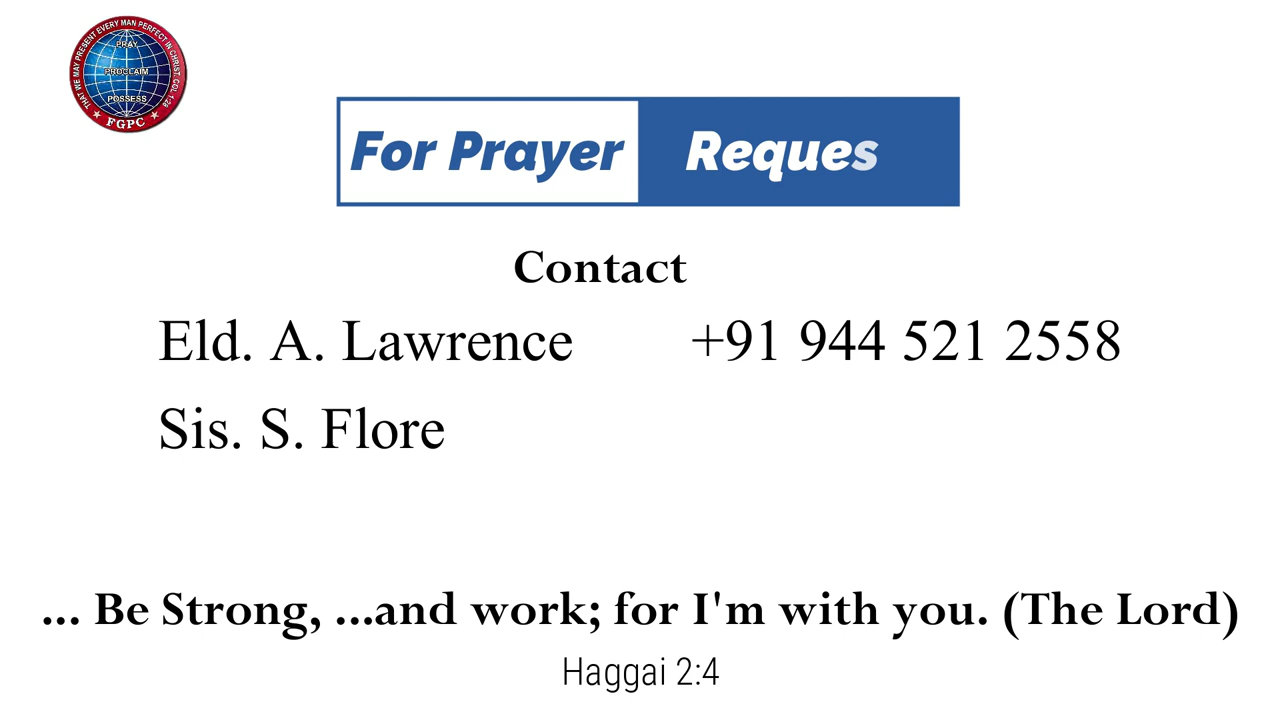 THAT WE MAY PRESENT EVERY MAN PERFECT IN CHRIST. COL 1:28
PRAY
PROCLAIM
POSSESS
FGPC
For Prayer Reques
Contact
Eld. A. Lawrence +91 944 521 2558
Sis. S. Flore
... Be Strong, ...and work; for I'm with you. (The Lord)
Haggai 2:4